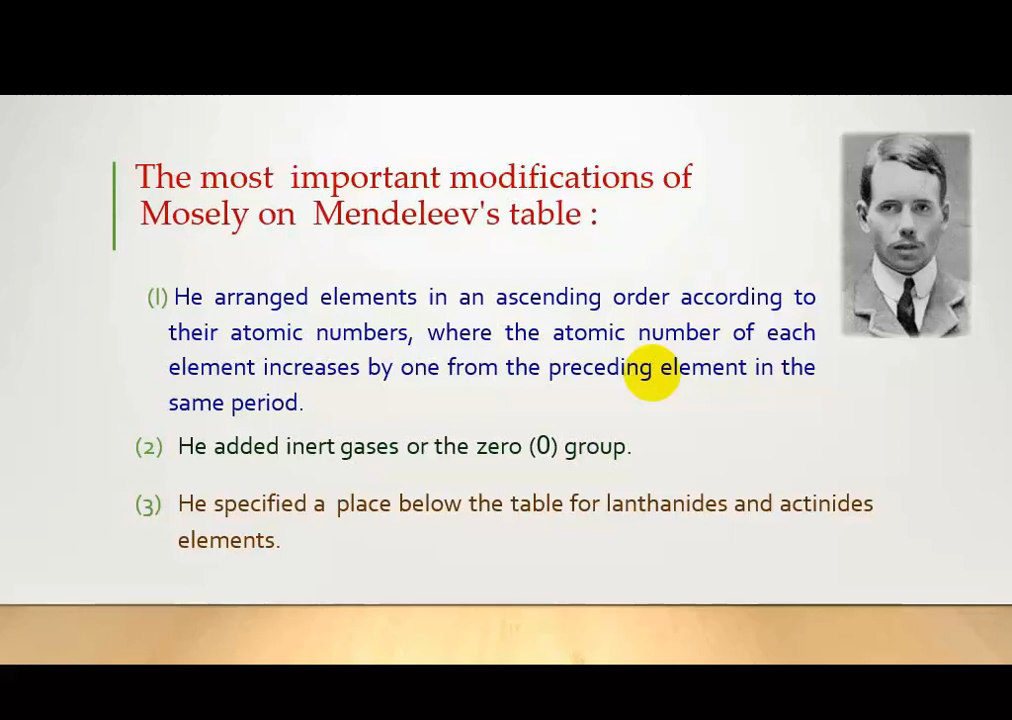 The most important modifications of
Mosely on Mendeleev's table :
(1) He arranged elements in an ascending order according to
their atomic numbers, where the atomic number of each
element increases by one from the preceding element in the
same period.
(2) He added inert gases or the zero (0) group.
(3) He specified a place below the table for lanthanides and actinides
elements.